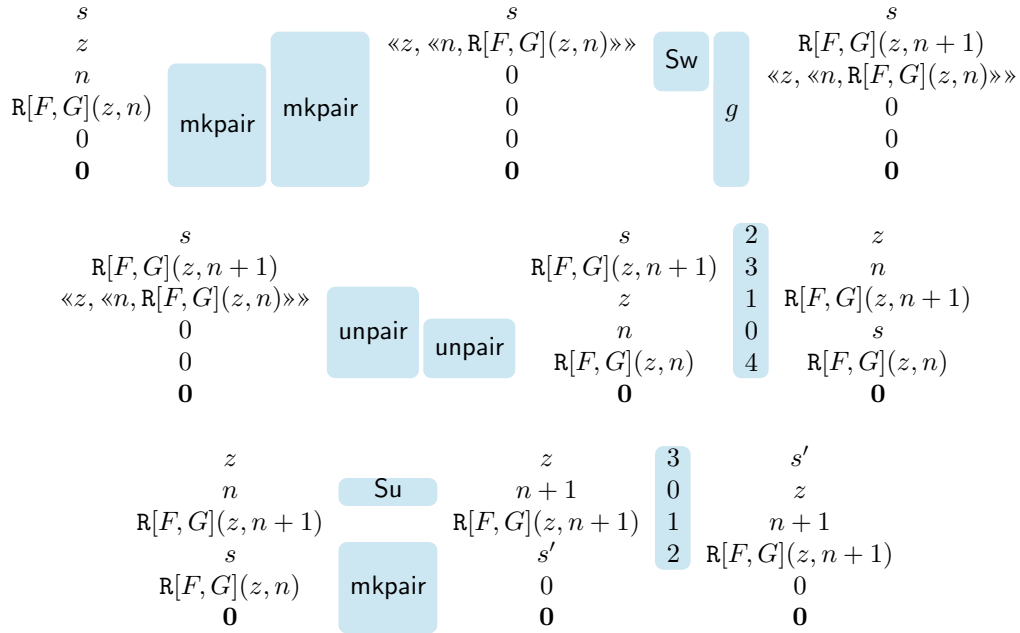 s s s
z «z, «n, R[F, G](z, n)»» Sw R[F, G](z, n + 1)
n mkpair 0 «z, «n, R[F, G](z, n)»»
R[F, G](z, n) mkpair 0 g 0
0 0 0
0 0 0
s s 2 z
R[F, G](z, n + 1) R[F, G](z, n + 1) 3 n
«z, «n, R[F, G](z, n)»» z 1 R[F, G](z, n + 1)
0 unpair n 0 s
0 unpair R[F, G](z, n) 4 R[F, G](z, n)
0 0 0
z z 3 s′
n Su n + 1 0 z
R[F, G](z, n + 1) R[F, G](z, n + 1) 1 n + 1
s s′ 2 R[F, G](z, n + 1)
R[F, G](z, n) mkpair 0 0
0 0 0